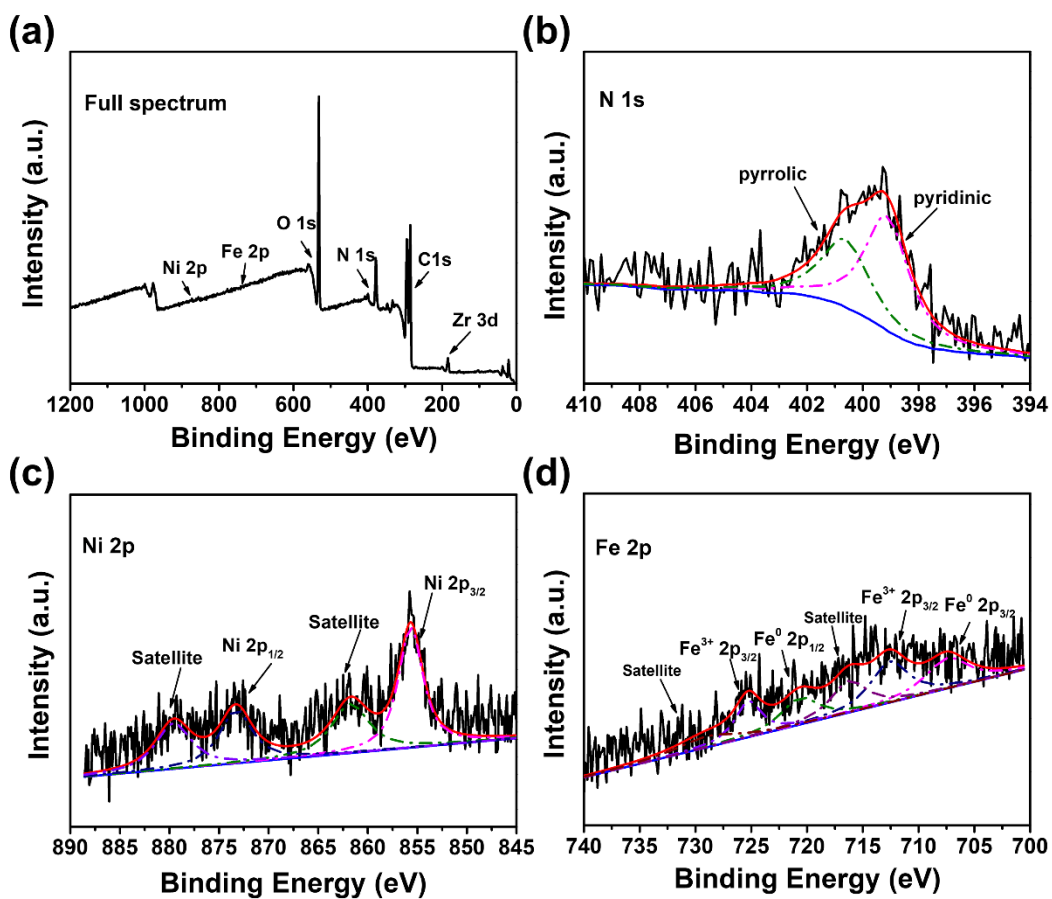 (a)
Full spectrum
Ni 2p
Fe 2p
O 1s
N 1s
C1s
Zr 3d
1200 1000 800 600 400 200 0
Binding Energy (eV)
Intensity (a.u.)
(b)
N 1s
pyrrolic
pyridinic
410 408 406 404 402 400 398 396 394
Binding Energy (eV)
Intensity (a.u.)
(c)
Ni 2p
Satellite
Ni 2p1/2
Satellite
Ni 2p3/2
890 885 880 875 870 865 860 855 850 845
Binding Energy (eV)
Intensity (a.u.)
(d)
Fe 2p
Satellite
Fe3+ 2p3/2
Fe0 2p1/2
Satellite
Fe3+ 2p3/2
Fe0 2p3/2
740 735 730 725 720 715 710 705 700
Binding Energy (eV)
Intensity (a.u.)